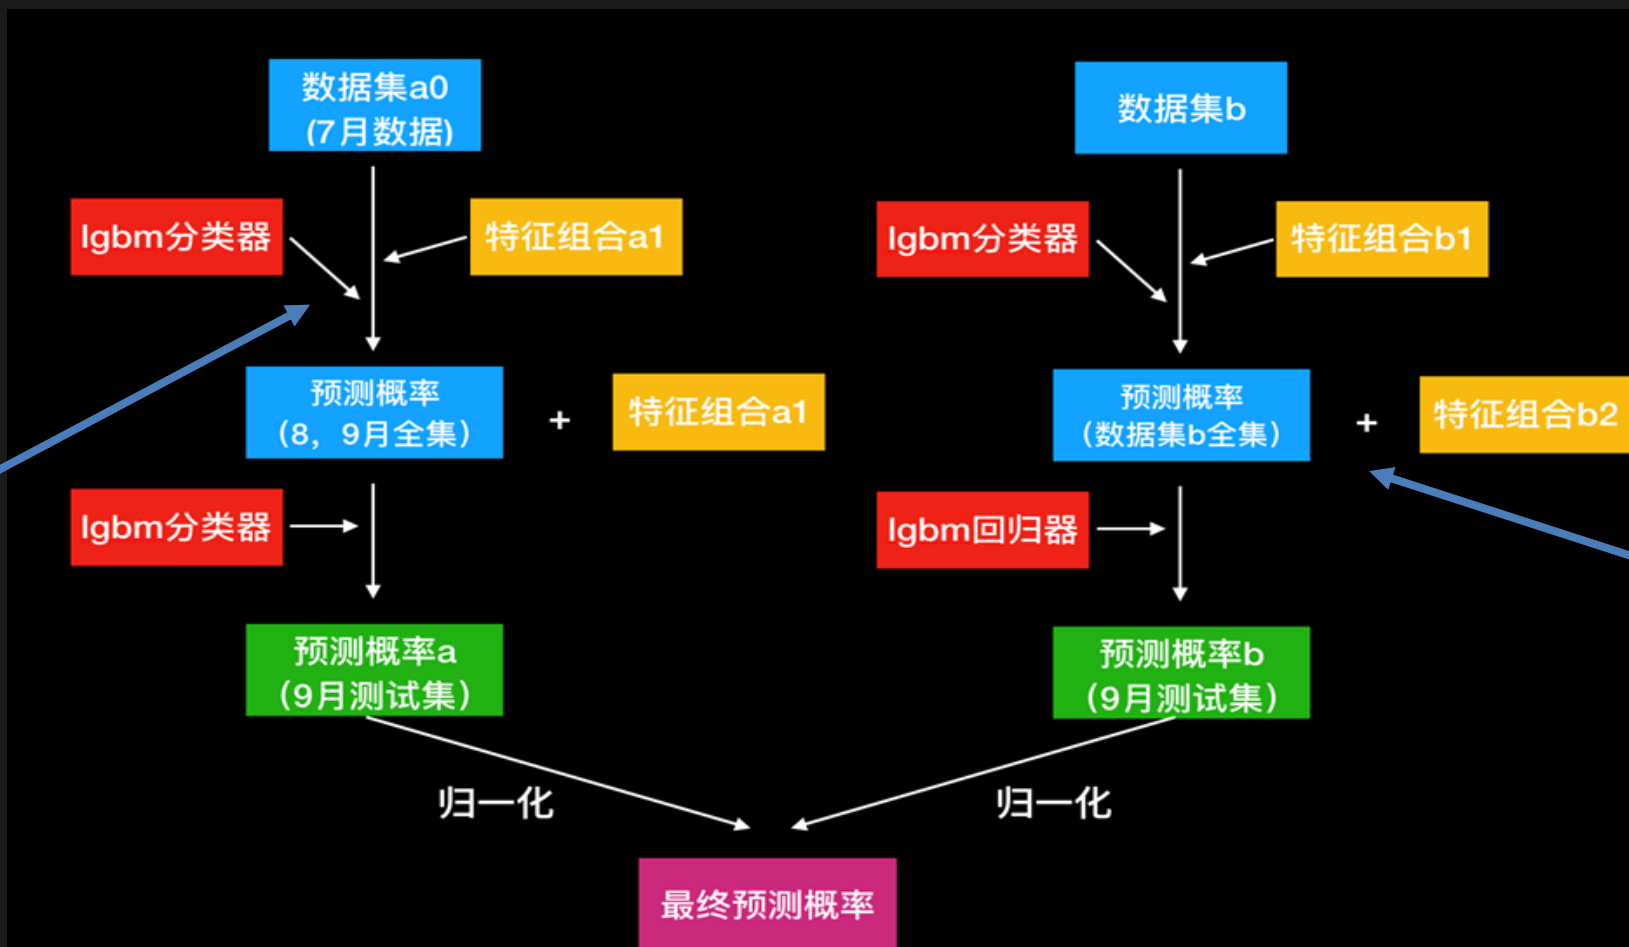 数据集a0
(7月数据)
数据集b
lgbm分类器
特征组合a1
lgbm分类器
特征组合b1
预测概率
（8，9月全集）
+
特征组合a1
预测概率
（数据集b全集）
+
特征组合b2
lgbm分类器
lgbm回归器
预测概率a
（9月测试集）
预测概率b
（9月测试集）
归一化
归一化
最终预测概率